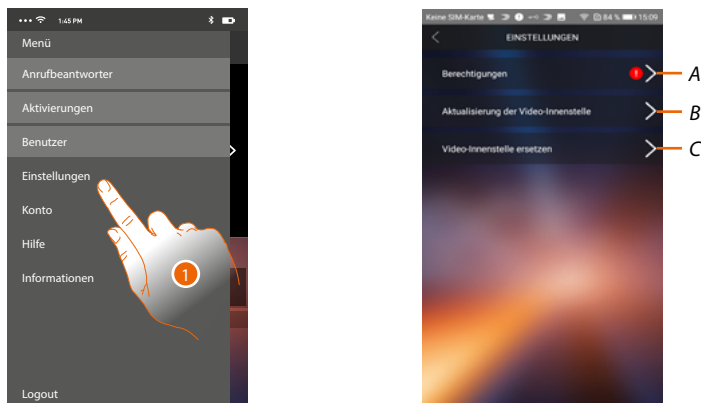 1:45 PM
Menü
Anrufbeantworter
Aktivierungen
Benutzer
Einstellungen
Konto
Hilfe
Informationen
1
Logout
Keine SIM-Karte 84 % 15:09
EINSTELLUNGEN
Berechtigungen ! A
Aktualisierung der Video-Innenstelle B
Video-Innenstelle ersetzen C